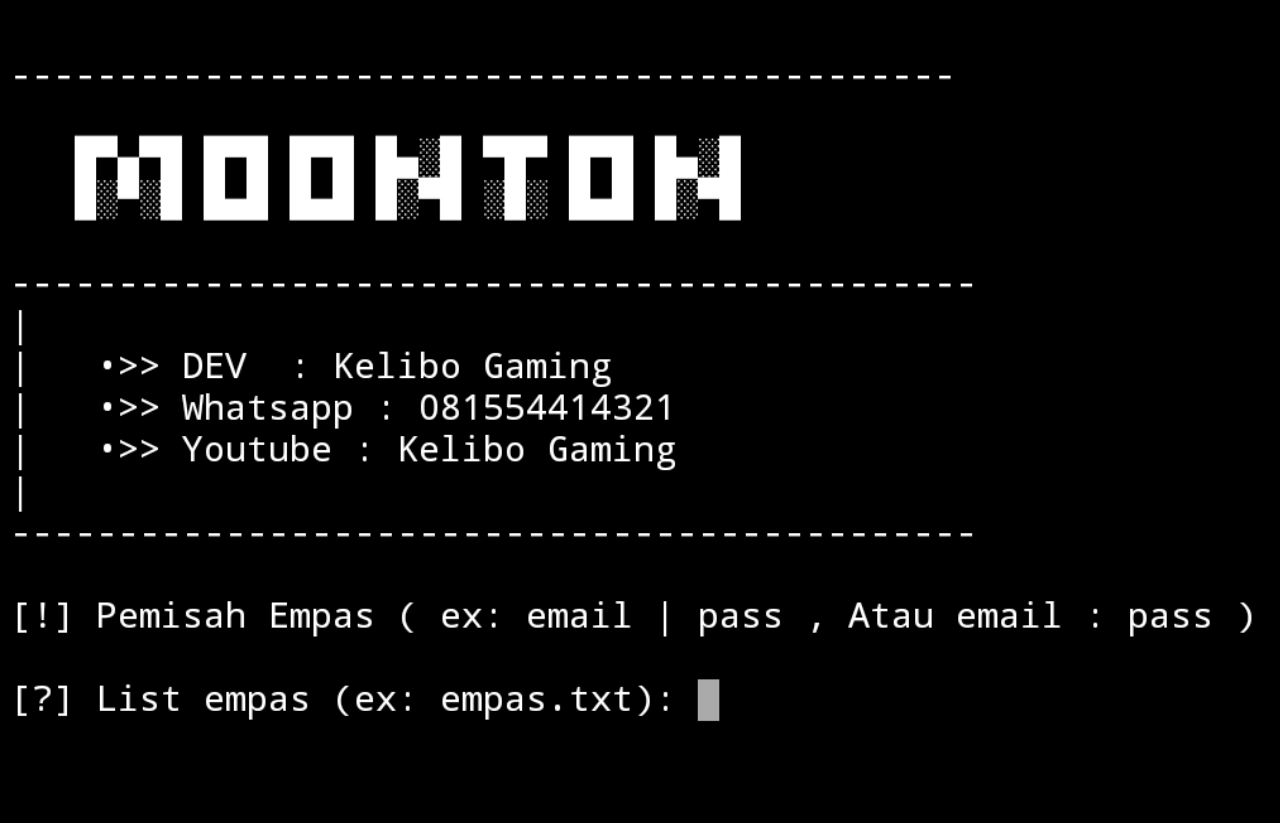 ---------------------------------------------
MOONTON
----------------------------------------------
|
| •>> DEV : Kelibo Gaming
| •>> Whatsapp : 081554414321
| •>> Youtube : Kelibo Gaming
|
----------------------------------------------
[!] Pemisah Empas ( ex: email | pass , Atau email : pass )
[?] List empas (ex: empas.txt):